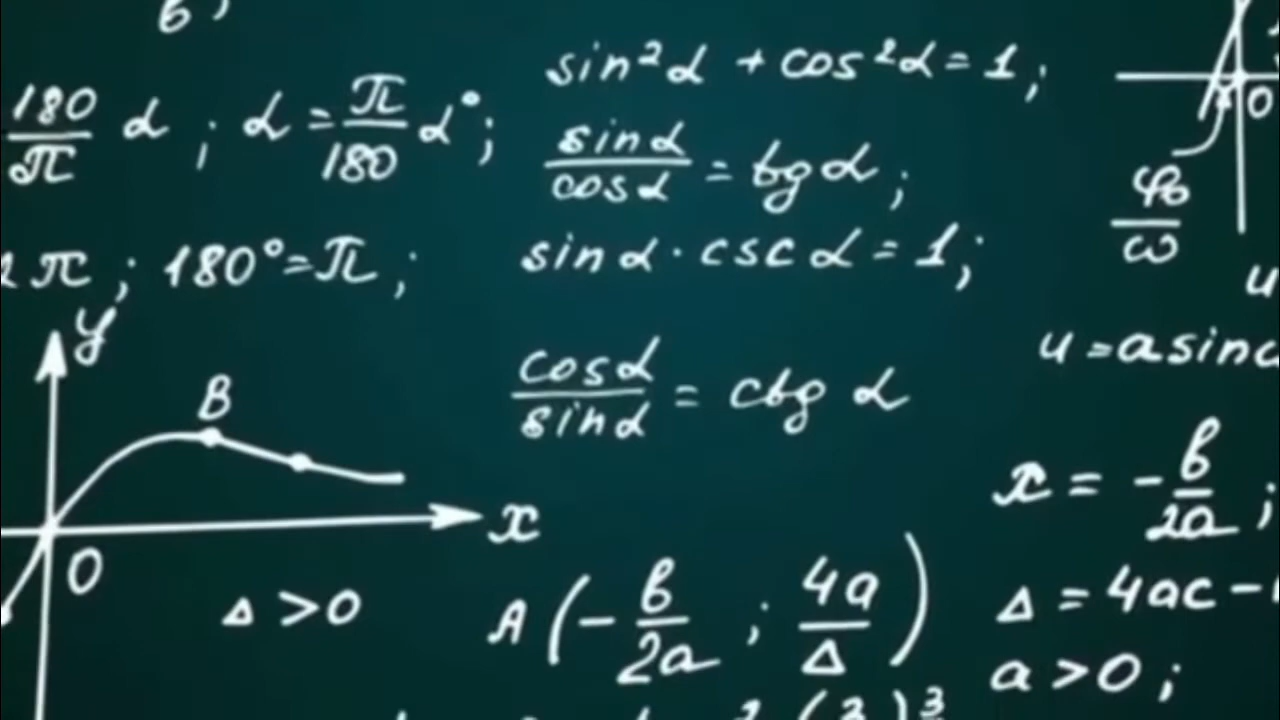 180/π α ; α = π/180 α° ;
π ; 180° = π ;
y
B
O
x
Δ > 0
sin²α + cos²α = 1 ;
sinα/cosα = tgα ;
sinα · cscα = 1 ;
cosα/sinα = ctg α
A (-b/2a ; 4a/Δ)
O
φ₀/ω
u
u = a sin
x = -b/2a ;
Δ = 4ac -
a > 0 ;